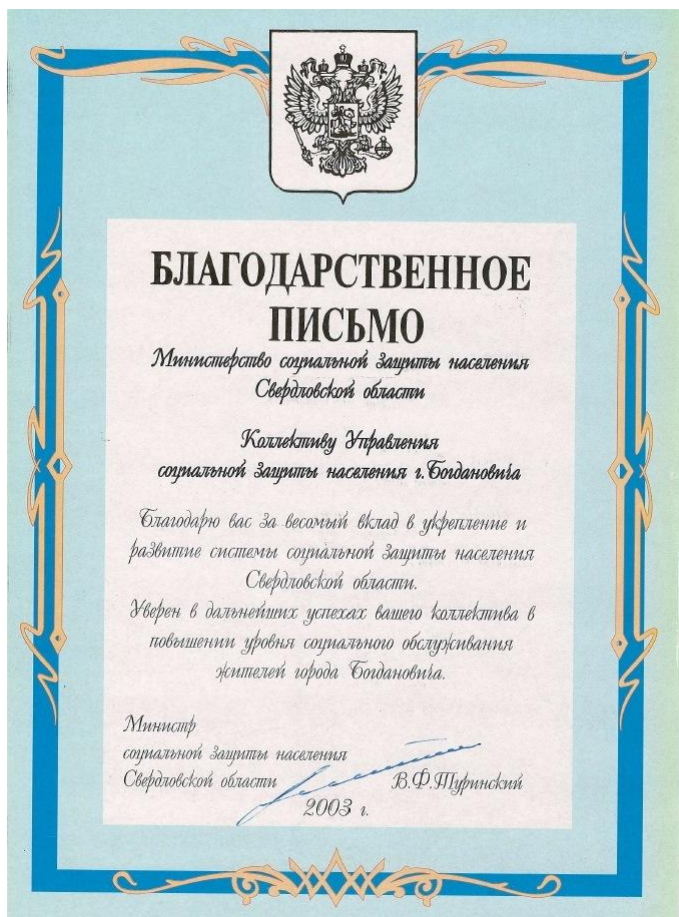 БЛАГОДАРСТВЕННОЕ
ПИСЬМО
Министерство социальной защиты населения
Свердловской области
Коллективу Управления
социальной защиты населения г.Богдановича
Благодарю вас за весомый вклад в укрепление и
развитие системы социальной защиты населения
Свердловской области.
Уверен в дальнейших успехах вашего коллектива в
повышении уровня социального обслуживания
жителей города Богдановича.
Министр
социальной защиты населения
Свердловской области В.Ф.Туринский
2003 г.